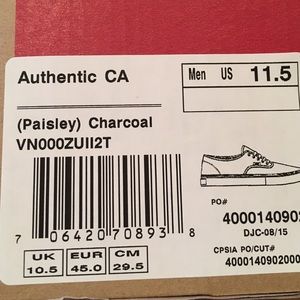 Authentic CA
Men US 11.5
(Paisley) Charcoal
VN000ZUII2T
7 06420 70893 8
UK EUR CM
10.5 45.0 29.5
PO#
4000140902
DJC-08/15
CPSIA PO/CUT#
4000140902000